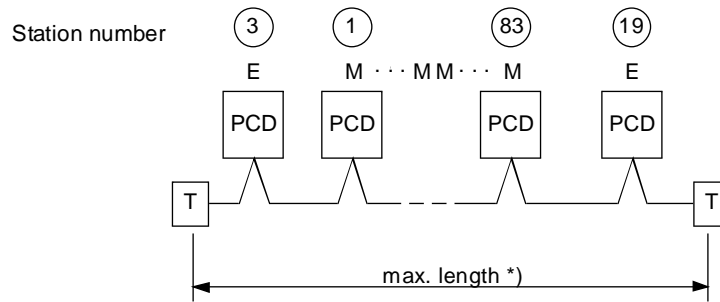 Station number 3 1 83 19
E M · · · M M · · · M E
PCD PCD PCD PCD
T T
max. length *)